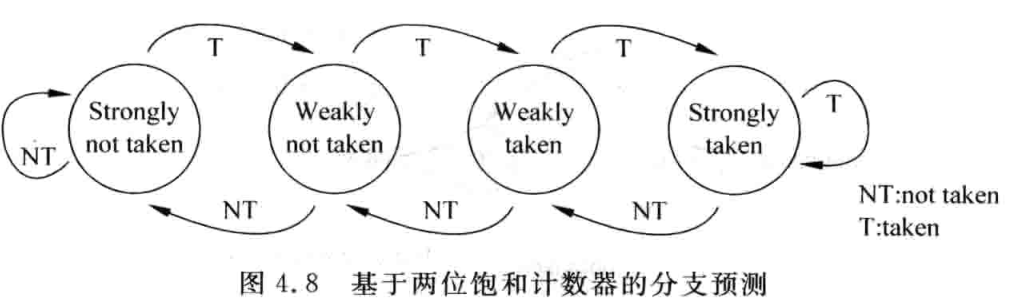 T
T
T
Strongly
not taken
Weakly
not taken
Weakly
taken
Strongly
taken
T
NT
NT
NT
NT
NT:not taken
T:taken
图 4.8 基于两位饱和计数器的分支预测